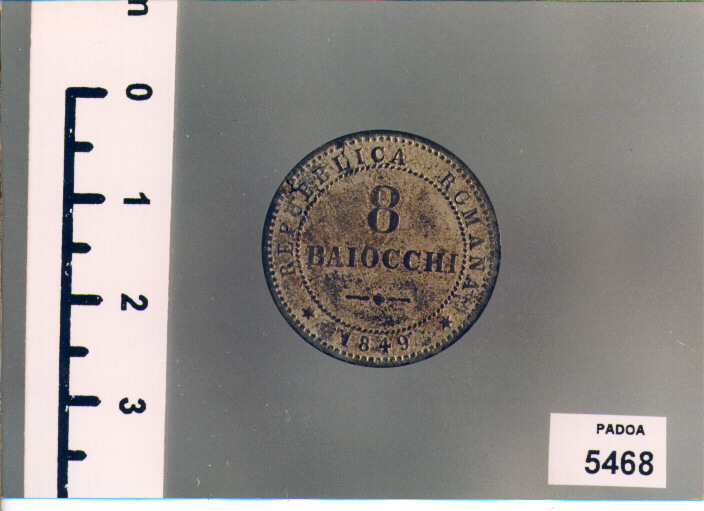 m
0
1
2
3
REPUBBLICA ROMANA
8
BAIOCCHI
1849
PADOA
5468